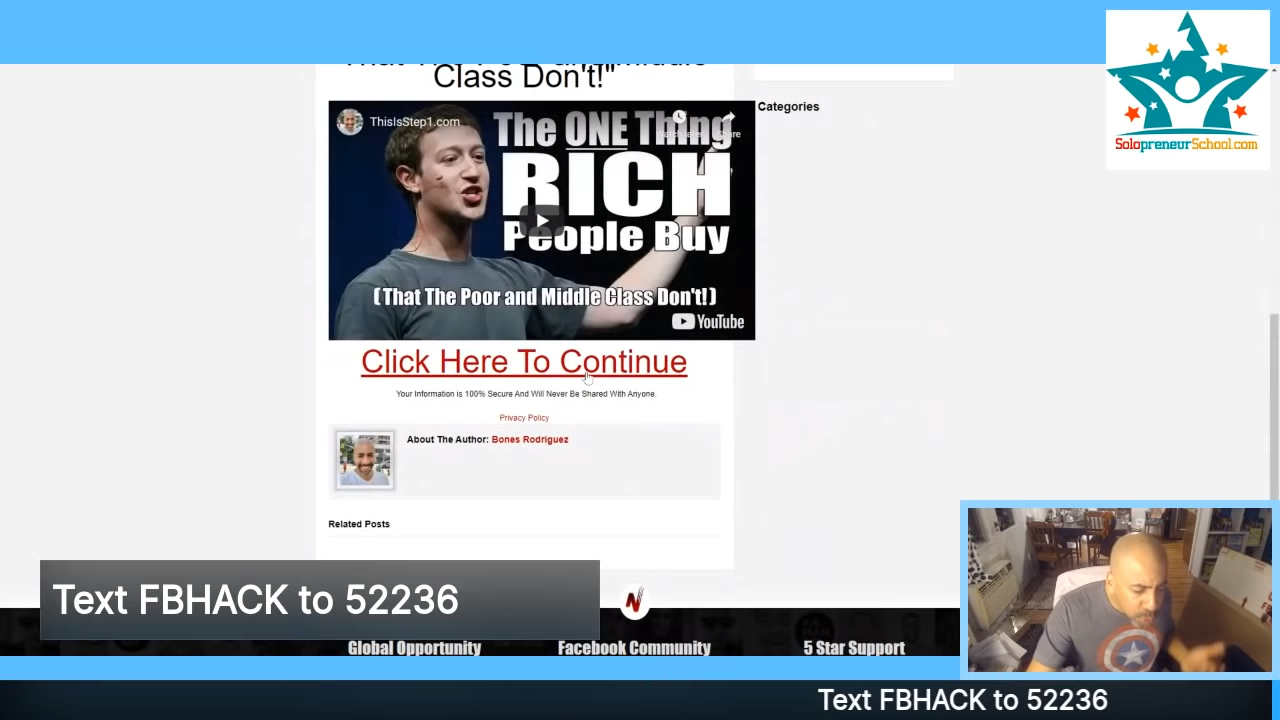 Class Don't!"
ThisIsStep1.com
The ONE Thing
RICH
People Buy
(That The Poor and Middle Class Don't!)
Share
YouTube
Categories
Click Here To Continue
Your Information is 100% Secure And Will Never Be Shared With Anyone.
Privacy Policy
About The Author: Bones Rodriguez
Related Posts
Text FBHACK to 52236
Global Opportunity
Facebook Community
5 Star Support
SolopreneurSchool.com
Text FBHACK to 52236